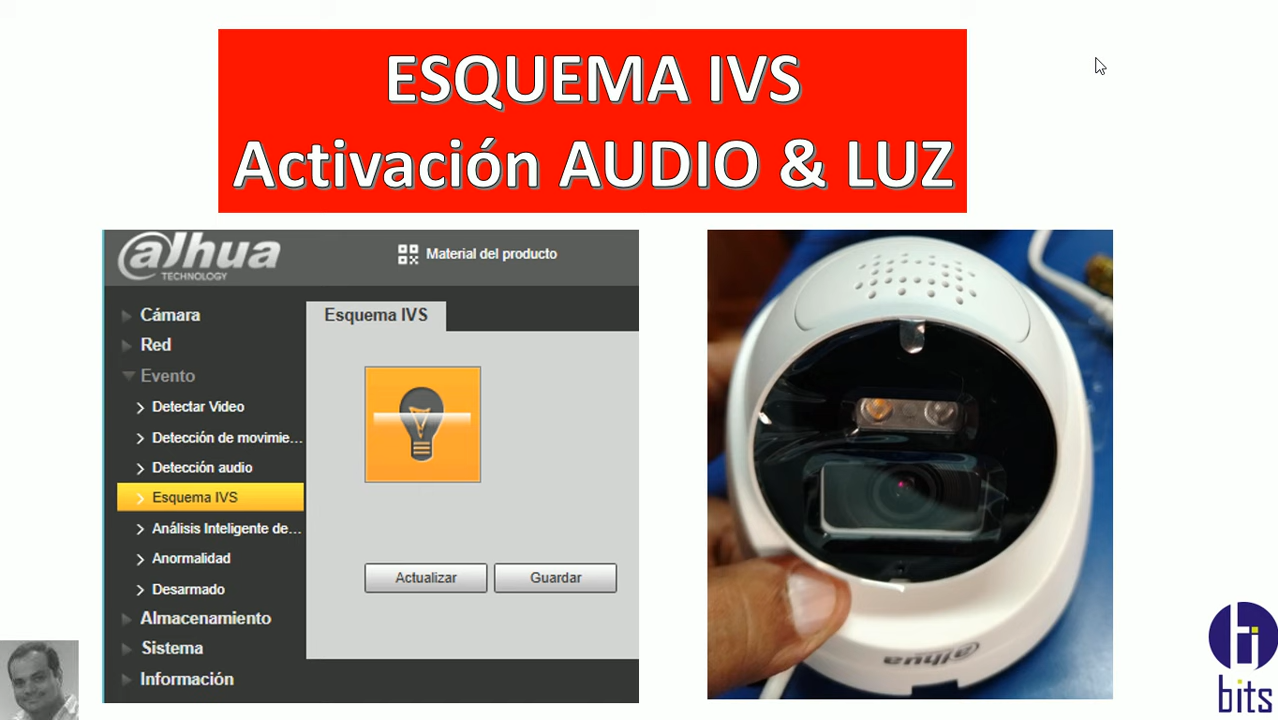 ESQUEMA IVS
Activación AUDIO & LUZ
alhua
TECHNOLOGY
Material del producto
Cámara
Red
Evento
Detectar Video
Detección de movimie...
Detección audio
Esquema IVS
Análisis Inteligente de...
Anormalidad
Desarmado
Almacenamiento
Sistema
Información
Esquema IVS
Actualizar
Guardar
alhua
bits